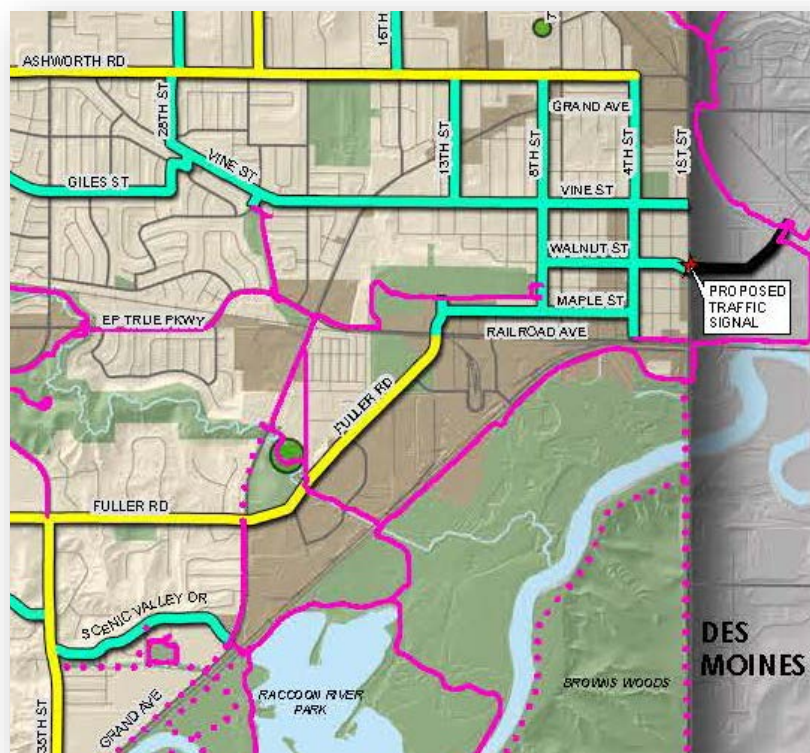 16TH ST
7
ASHWORTH RD
28TH ST
GRAND AVE
13TH ST
8TH ST
4TH ST
1ST ST
VINE ST
GILES ST
VINE ST
WALNUT ST
PROPOSED
TRAFFIC
SIGNAL
MAPLE ST
EP TRUE PKWY
RAILROAD AVE
FULLER RD
FULLER RD
SCENIC VALLEY DR
DES
MOINES
BROWNS WOODS
RACCOON RIVER
PARK
GRAND AVE
35TH ST